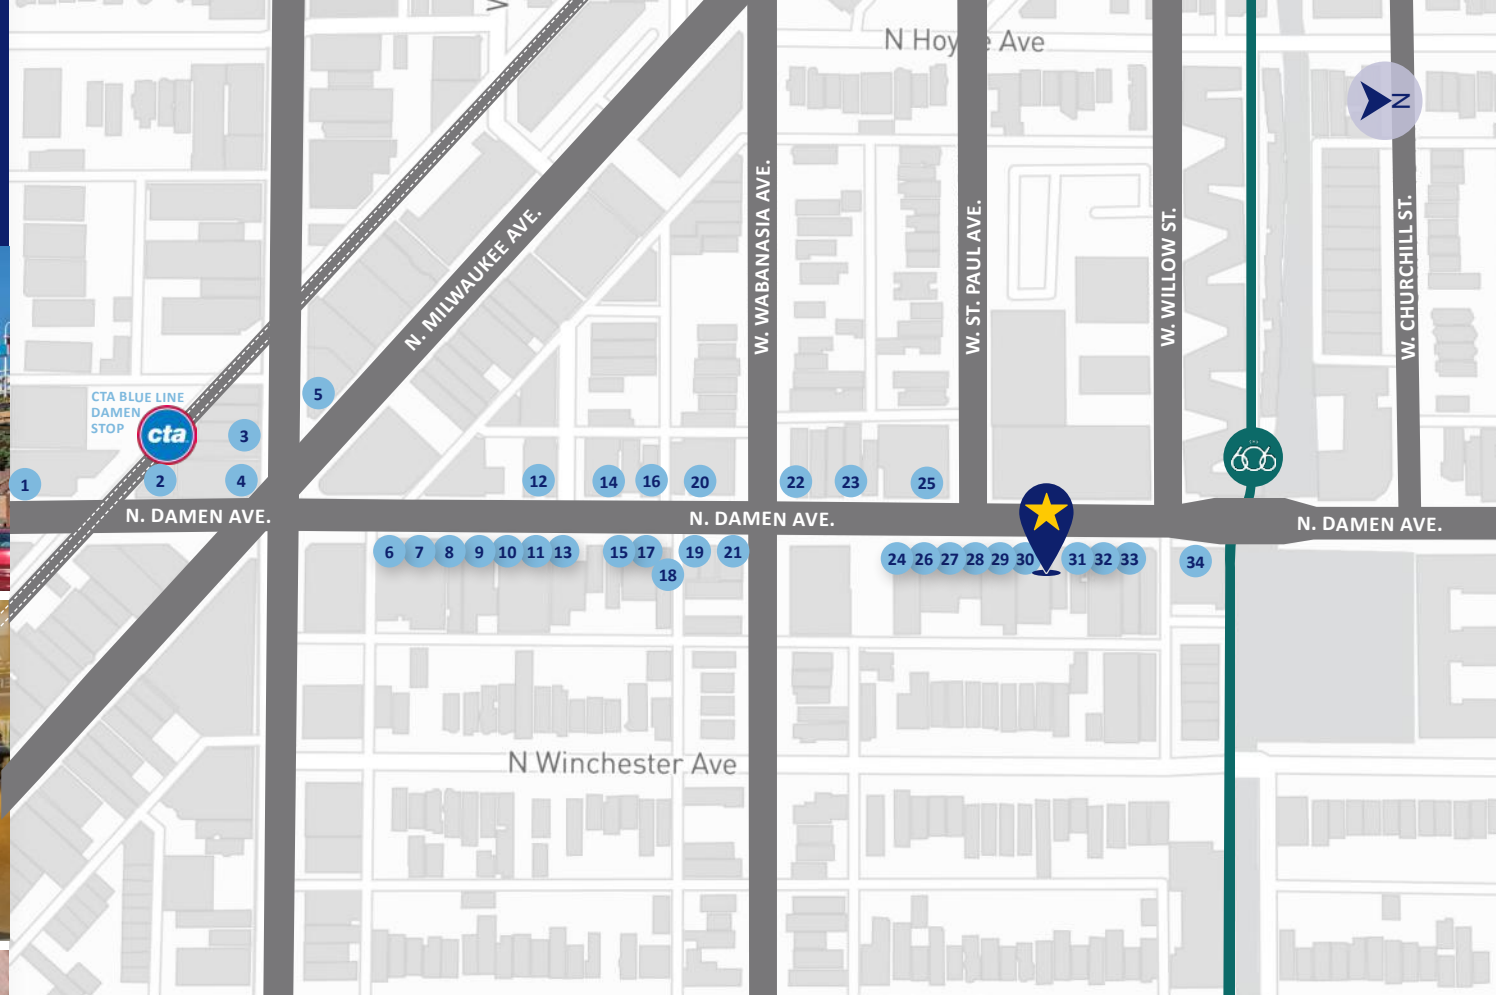 N Hoy e Ave
N
W. WABANASIA AVE.
W. ST. PAUL AVE.
W. WILLOW ST.
W. CHURCHILL ST.
N. MILWAUKEE AVE.
CTA BLUE LINE
DAMEN
STOP
cta
5
3
1
2
4
12
14
16
20
22
23
25
606
N. DAMEN AVE.
N. DAMEN AVE.
N. DAMEN AVE.
6 7 8 9 10 11 13 15 17 19 21
18
24 26 27 28 29 30 31 32 33 34
N Winchester Ave